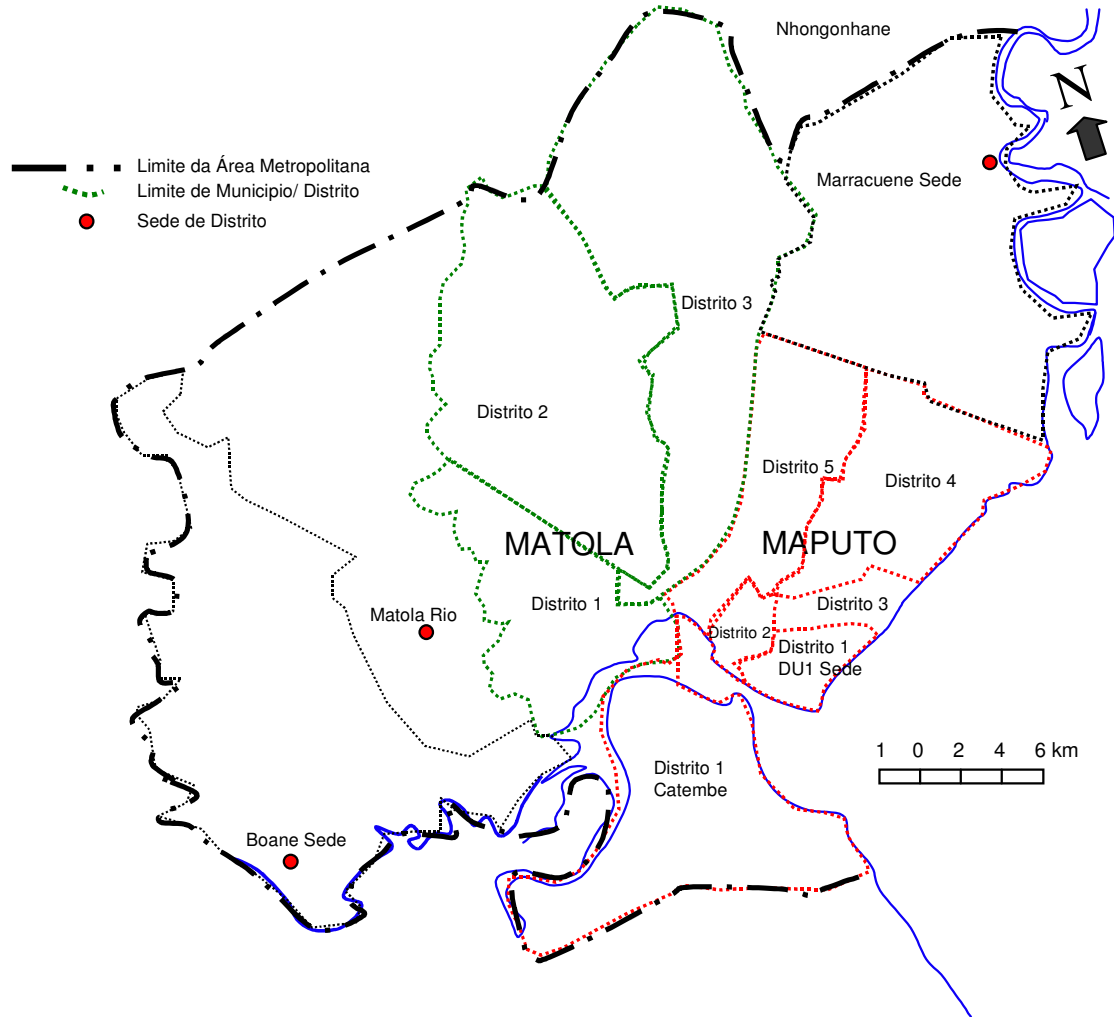 Nhongonhane
N
Limite da Área Metropolitana
Limite de Municipio/ Distrito
Sede de Distrito
Marracuene Sede
Distrito 3
Distrito 2
Distrito 5
Distrito 4
MATOLA
MAPUTO
Distrito 1
Distrito 3
Matola Rio
Distrito 2
Distrito 1
DU1 Sede
1 0 2 4 6 km
Distrito 1
Catembe
Boane Sede